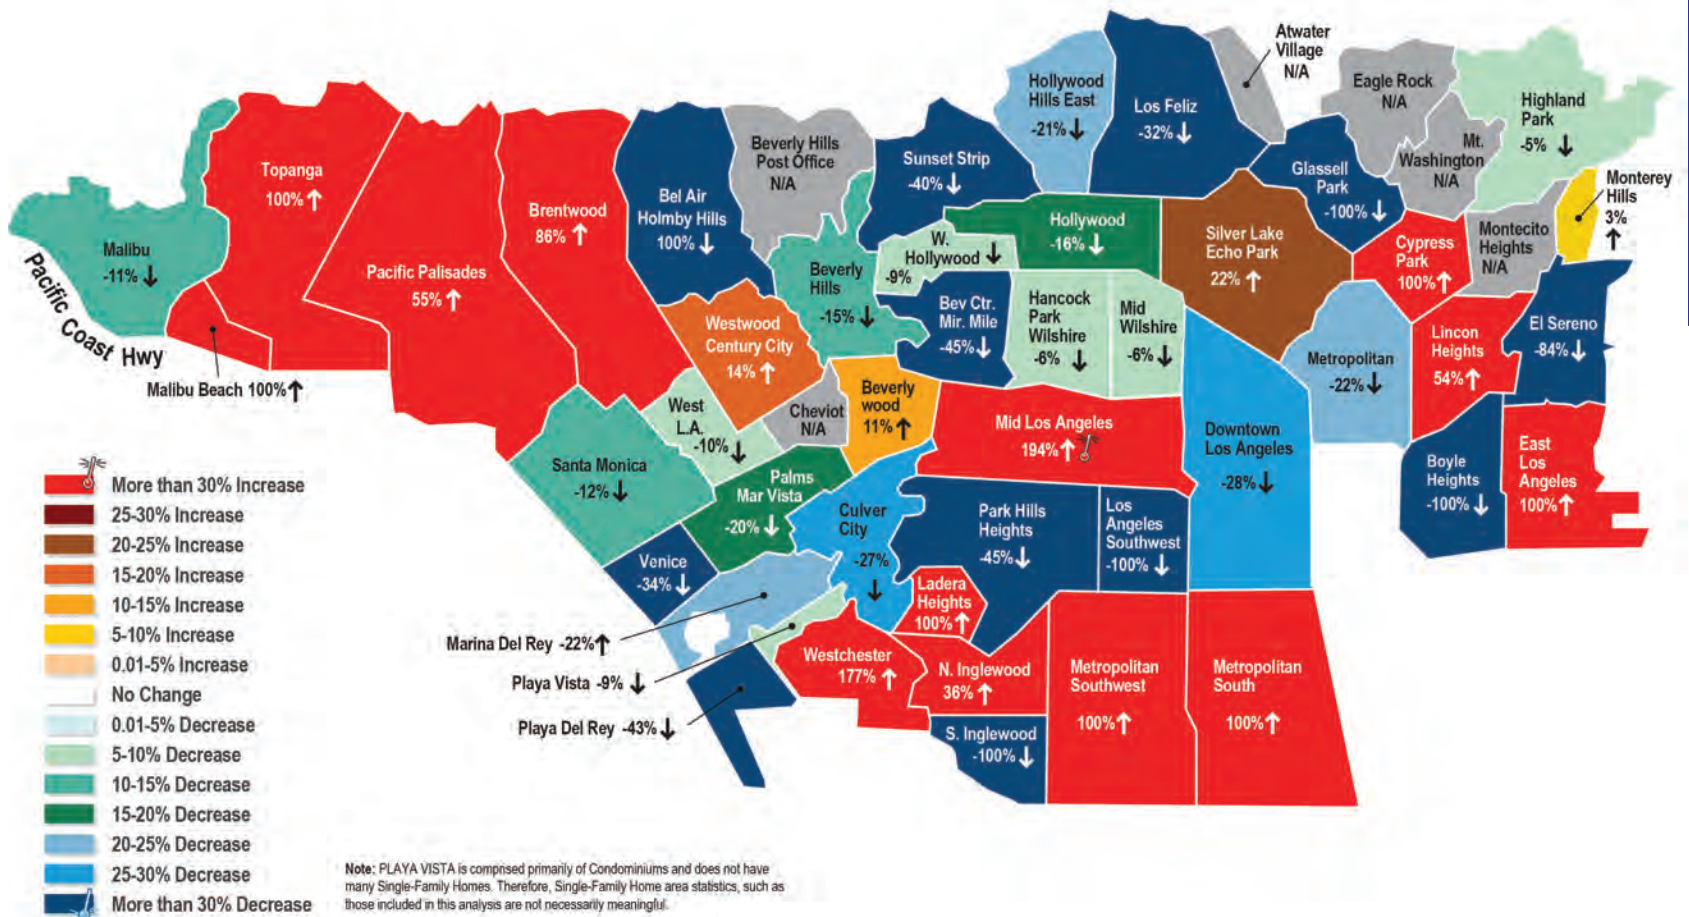 Atwater
Village
N/A
Eagle Rock
N/A
Hollywood
Hills East
-21%
Los Feliz
-32%
Highland
Park
-5%
Mt.
Washington
N/A
Beverly Hills
Post Office
N/A
Sunset Strip
-40%
Glassell
Park
-100%
Monterey
Hills
3%
Topanga
100%
Bel Air
Holmby Hills
100%
Brentwood
86%
Hollywood
-16%
Silver Lake
Echo Park
22%
Montecito
Heights
N/A
Cypress
Park
100%
W.
Hollywood
-9%
Malibu
-11%
Pacific Coast Hwy
Pacific Palisades
55%
Beverly
Hills
-15%
Bev Ctr.
Mir. Mile
-45%
Hancock
Park
Wilshire
-6%
Mid
Wilshire
-6%
Westwood
Century City
14%
Lincon
Heights
54%
El Sereno
-84%
Metropolitan
-22%
Malibu Beach 100%
Beverly
wood
11%
West
L.A.
-10%
Cheviot
N/A
Mid Los Angeles
194%
Downtown
Los Angeles
-28%
Santa Monica
-12%
Palms
Mar Vista
-20%
Boyle
Heights
-100%
East
Los
Angeles
100%
Culver
City
-27%
Park Hills
Heights
-45%
Los
Angeles
Southwest
-100%
Venice
-34%
Ladera
Heights
100%
Marina Del Rey -22%
Playa Vista -9%
Playa Del Rey -43%
Westchester
177%
N. Inglewood
36%
S. Inglewood
-100%
Metropolitan
Southwest
100%
Metropolitan
South
100%
More than 30% Increase
25-30% Increase
20-25% Increase
15-20% Increase
10-15% Increase
5-10% Increase
0.01-5% Increase
No Change
0.01-5% Decrease
5-10% Decrease
10-15% Decrease
15-20% Decrease
20-25% Decrease
25-30% Decrease
More than 30% Decrease
Note: PLAYA VISTA is comprised primarily of Condominiums and does not have
many Single-Family Homes. Therefore, Single-Family Home area statistics, such as
those included in this analysis are not necessarily meaningful.